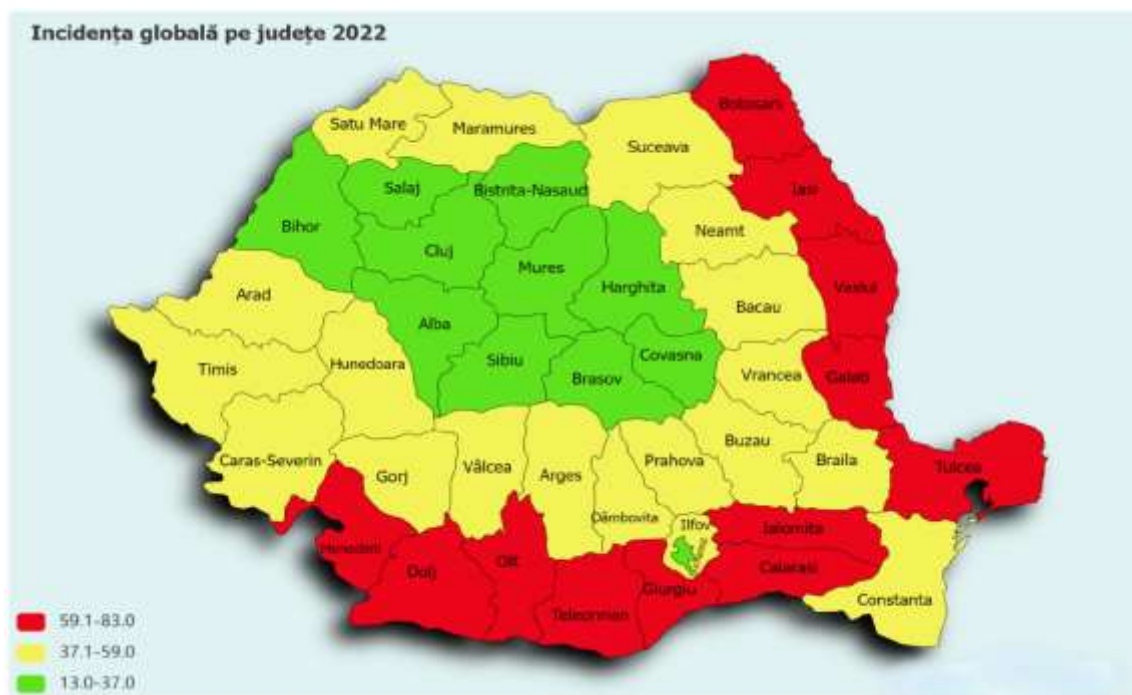 Incidența globală pe județe 2022
Botosani
Satu Mare
Maramures
Suceava
Salaj
Bistrita-Nasaud
Iasi
Bihor
Cluj
Neamt
Mures
Harghita
Vaslui
Arad
Bacau
Alba
Timis
Hunedoara
Sibiu
Covasna
Brasov
Vrancea
Galati
Caras-Severin
Gorj
Vâlcea
Arges
Prahova
Buzau
Braila
Tulcea
Dâmbovita
Ilfov
Ialomita
Mehedinti
Dolj
Olt
Calarasi
Giurgiu
Teleorman
Constanta
59.1-83.0
37.1-59.0
13.0-37.0